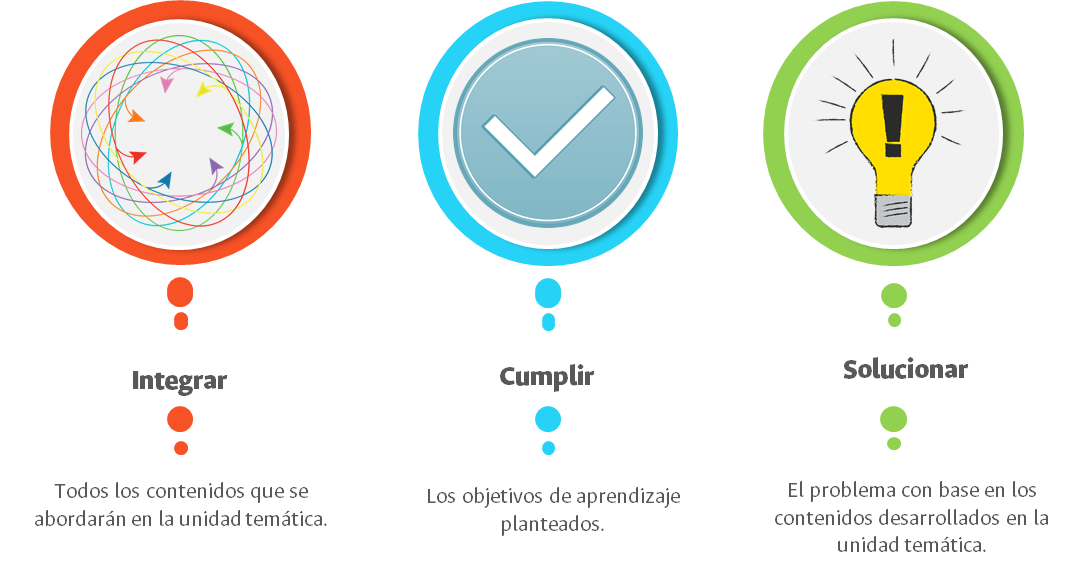 Integrar
Todos los contenidos que se
abordarán en la unidad temática.
Cumplir
Los objetivos de aprendizaje
planteados.
Solucionar
El problema con base en los
contenidos desarrollados en la
unidad temática.